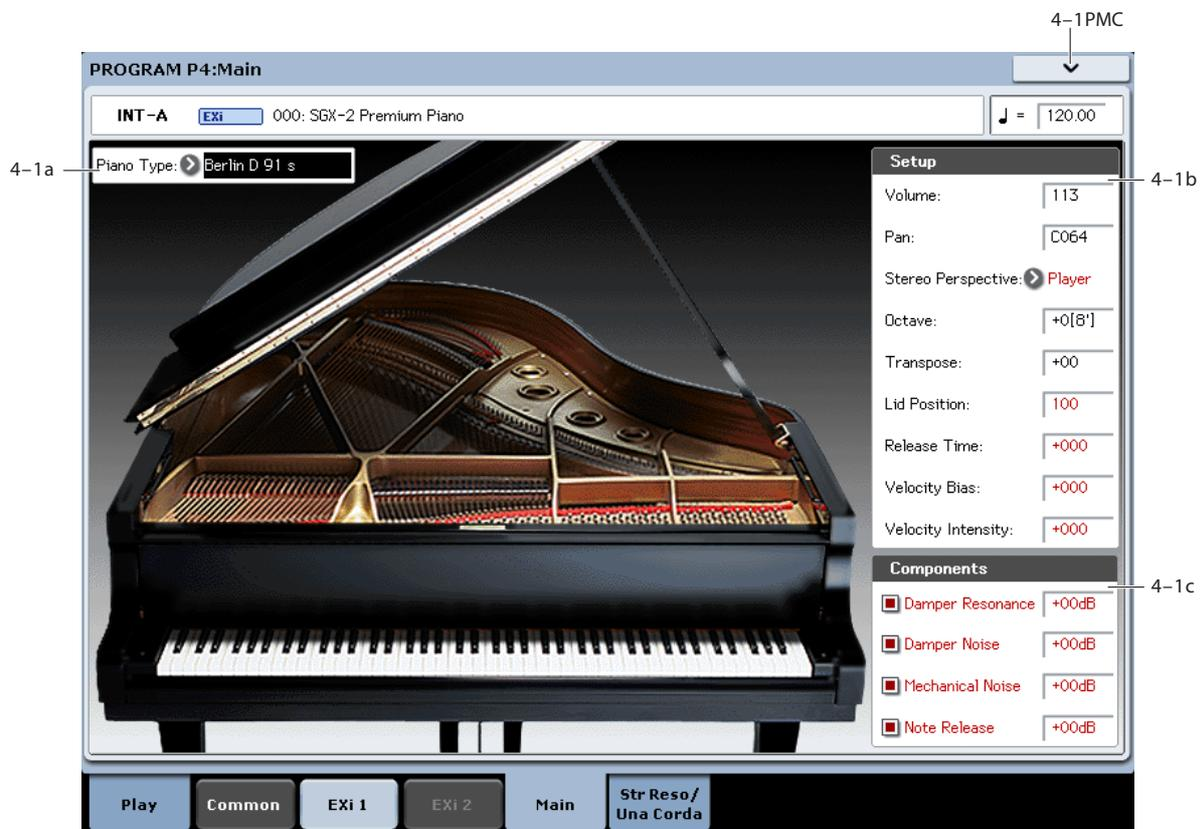 4–1PMC
PROGRAM P4:Main
INT-A EXi 000: SGX-2 Premium Piano ♩ = 120.00
4–1a
Piano Type: Berlin D 91 s
Setup
4–1b
Volume: 113
Pan: C064
Stereo Perspective: Player
Octave: +0[8']
Transpose: +00
Lid Position: 100
Release Time: +000
Velocity Bias: +000
Velocity Intensity: +000
Components
4–1c
Damper Resonance +00dB
Damper Noise +00dB
Mechanical Noise +00dB
Note Release +00dB
Play Common EXi 1 EXi 2 Main Str Reso/
Una Corda